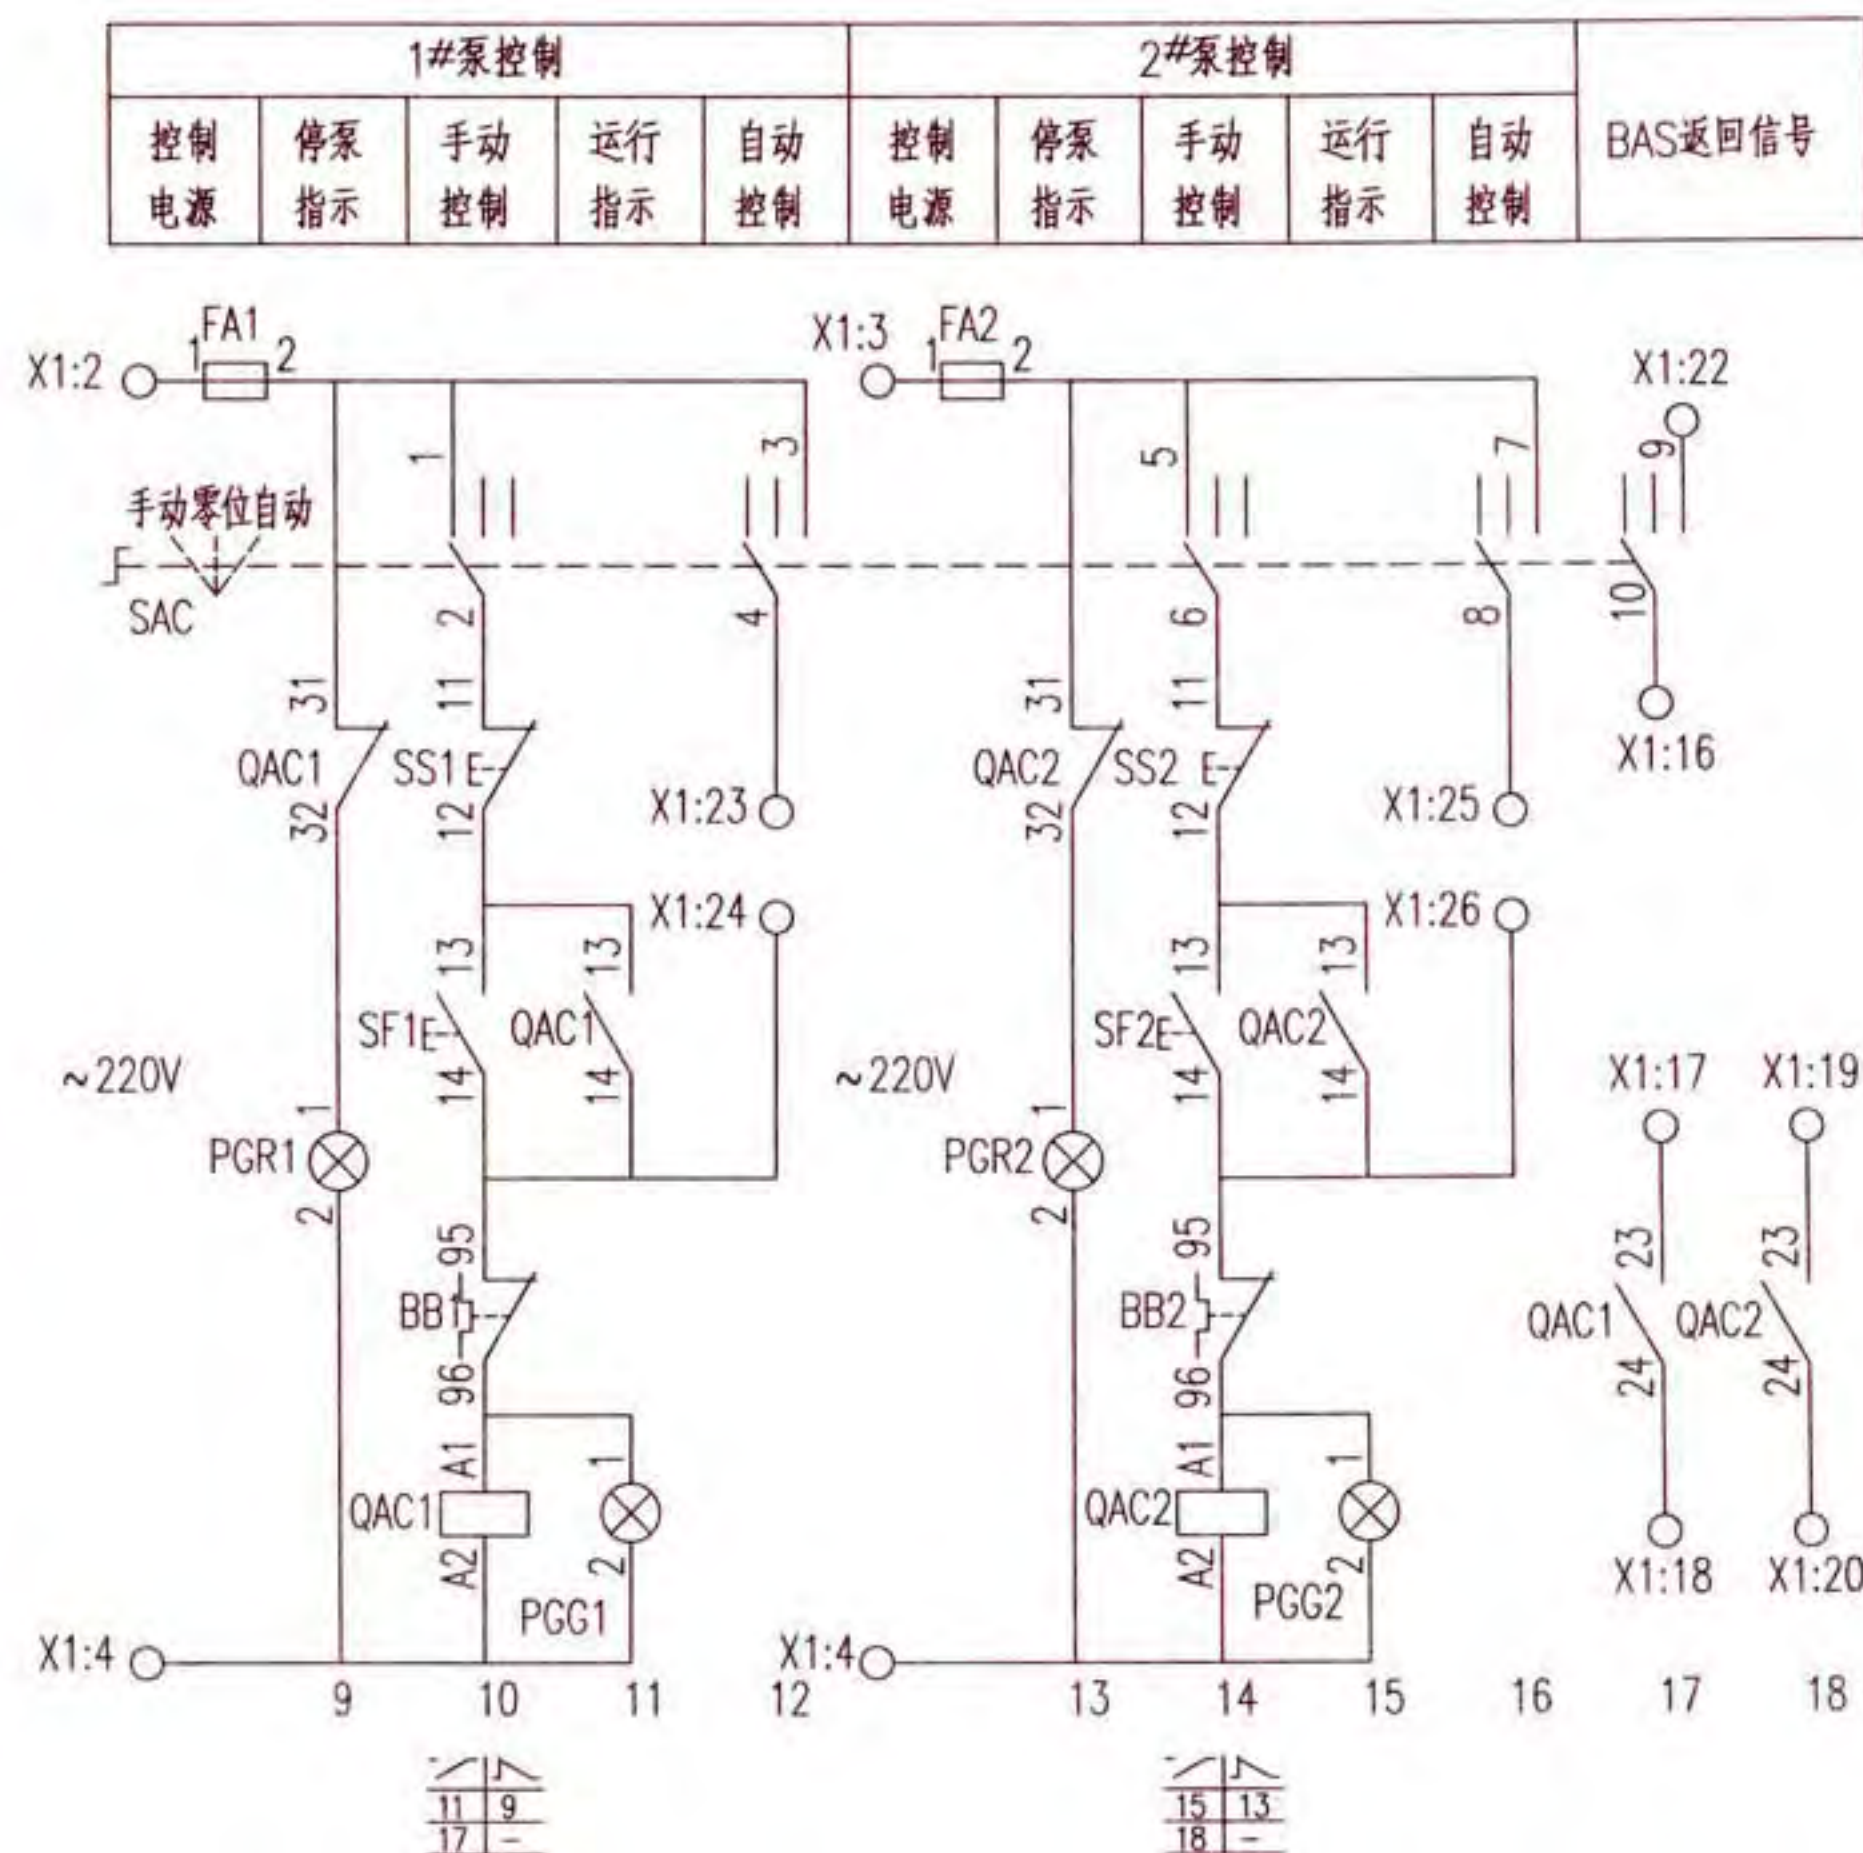 1#泵控制 2#泵控制 BAS返回信号
控制 停泵 手动 运行 自动 控制 停泵 手动 运行 自动
电源 指示 控制 指示 控制 电源 指示 控制 指示 控制
FA1 X1:3 FA2
X1:2 1 2 1 2 X1:22
1 3 5 7 9
手动零位自动
SAC 2 4 6 8 10
31 11 31 11
QAC1 SS1 E QAC2 SS2 E X1:16
32 12 X1:23 32 12 X1:25
X1:24 X1:26
13 13 13 13
SF1 E QAC1 SF2 E QAC2
~220V 14 14 ~220V 14 14 X1:17 X1:19
1 1
PGR1 PGR2
2 2
95 95 23 23
BB1 BB2 QAC1 QAC2
96 96 24 24
A1 1 A1 1
QAC1 QAC2
A2 2 A2 2 X1:18 X1:20
PGG1 PGG2
X1:4 X1:4
9 10 11 12 13 14 15 16 17 18
11 9 15 13
17 - 18 -